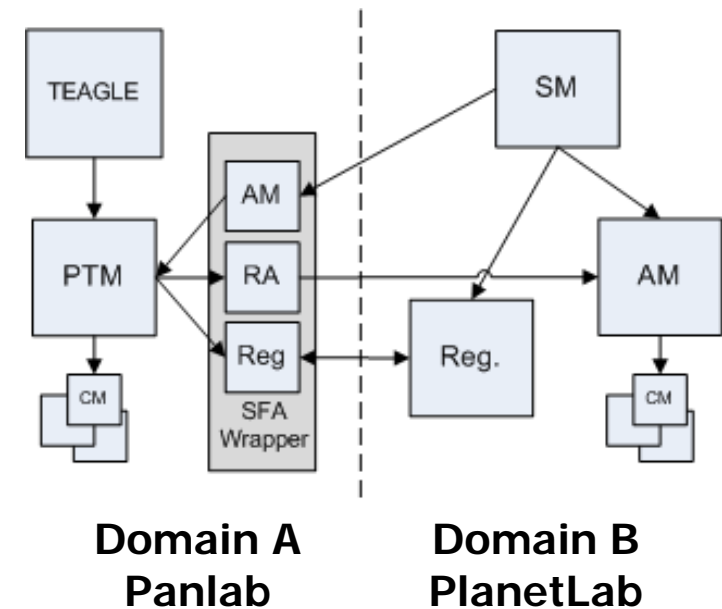 TEAGLE
SM
AM
PTM
RA
AM
Reg
Reg.
CM
CM
SFA
Wrapper
Domain A
Panlab
Domain B
PlanetLab